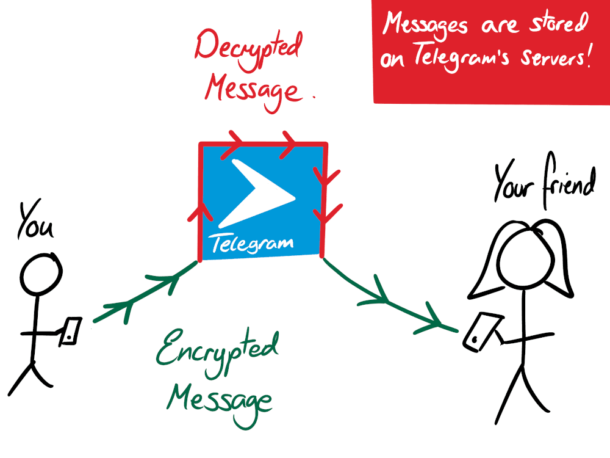 Messages are stored
on Telegram's servers!
Decrypted
Message.
Your friend
You
Telegram
Encrypted
Message